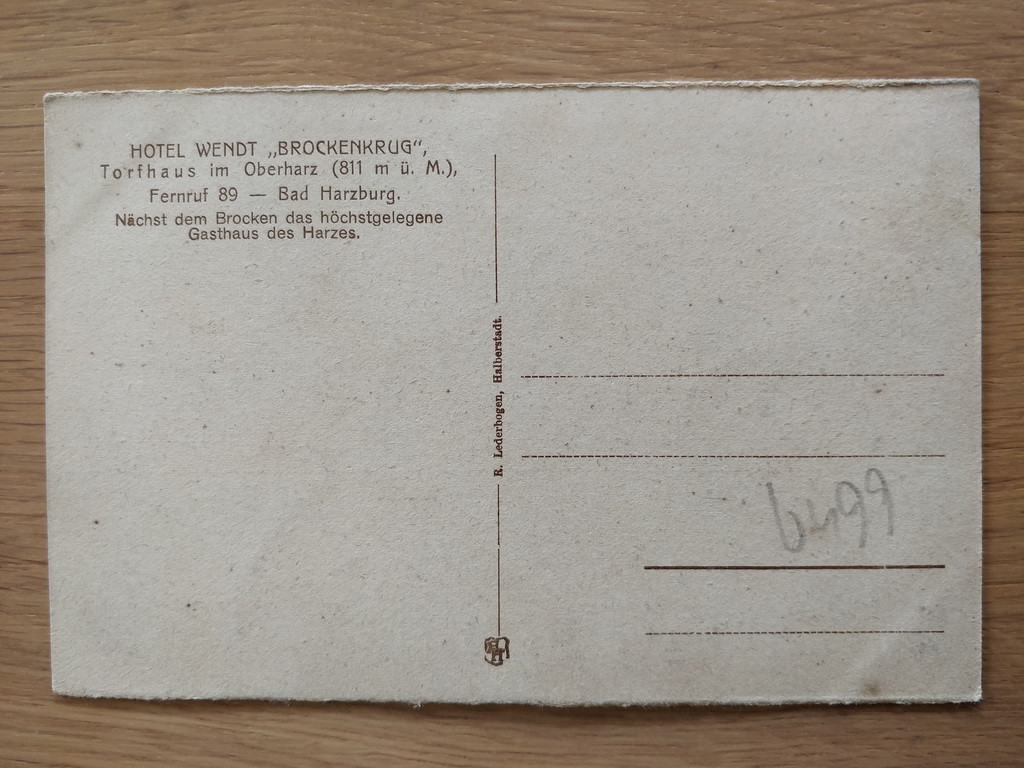 HOTEL WENDT „BROCKENKRUG“,
Torfhaus im Oberharz (811 m ü. M.),
Fernruf 89 — Bad Harzburg.
Nächst dem Brocken das höchstgelegene
Gasthaus des Harzes.
R. Lederbogen, Halberstadt.